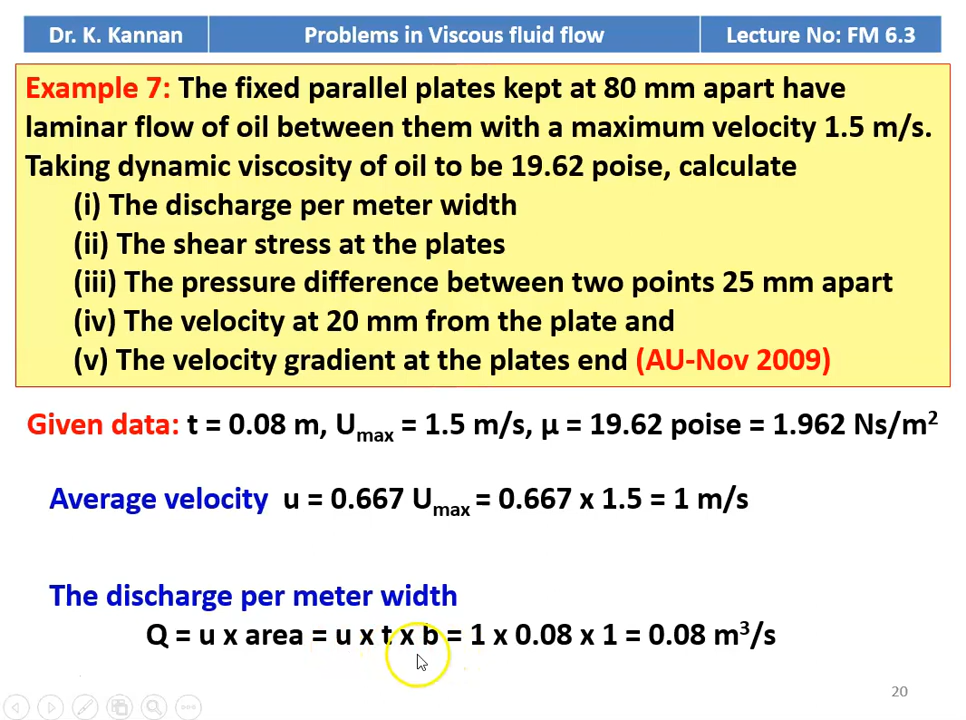 Dr. K. Kannan
Problems in Viscous fluid flow
Lecture No: FM 6.3
Example 7: The fixed parallel plates kept at 80 mm apart have
laminar flow of oil between them with a maximum velocity 1.5 m/s.
Taking dynamic viscosity of oil to be 19.62 poise, calculate
(i) The discharge per meter width
(ii) The shear stress at the plates
(iii) The pressure difference between two points 25 mm apart
(iv) The velocity at 20 mm from the plate and
(v) The velocity gradient at the plates end (AU-Nov 2009)
Given data: t = 0.08 m, Uₘₐₓ = 1.5 m/s, μ = 19.62 poise = 1.962 Ns/m²
Average velocity u = 0.667 Uₘₐₓ = 0.667 x 1.5 = 1 m/s
The discharge per meter width
Q = u x area = u x t x b = 1 x 0.08 x 1 = 0.08 m³/s
20